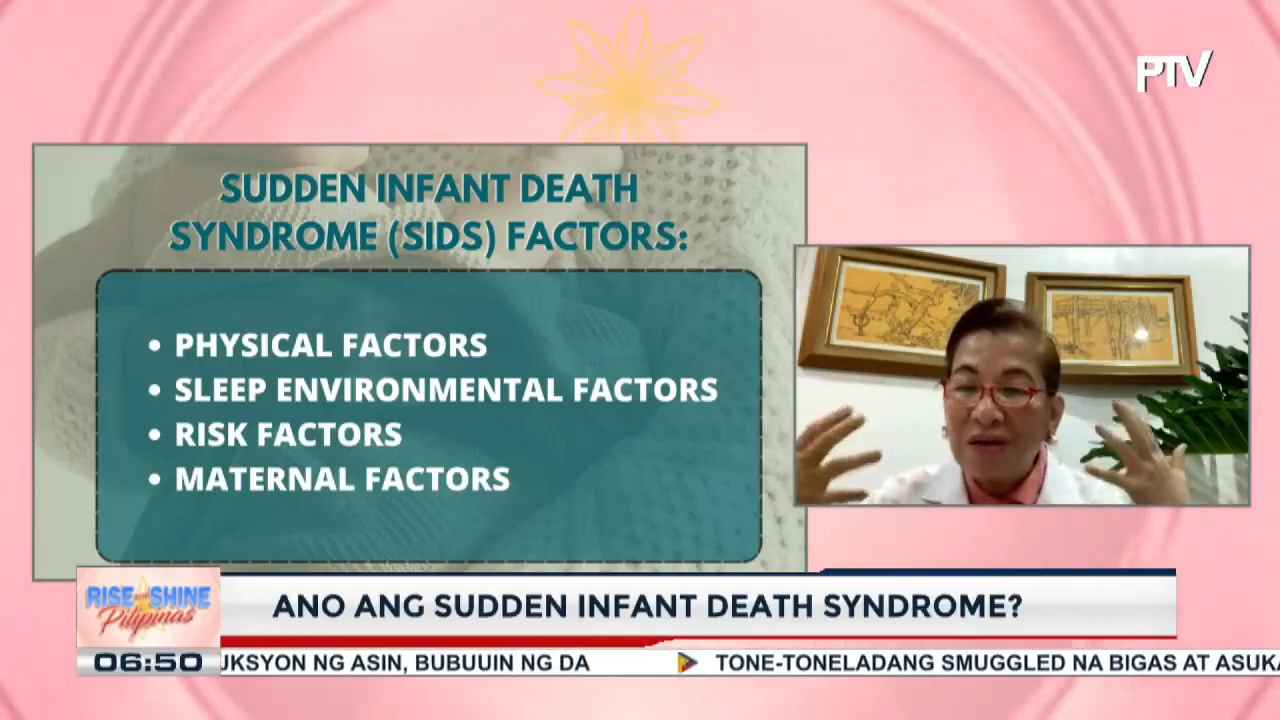 PTV
SUDDEN INFANT DEATH
SYNDROME (SIDS) FACTORS:
• PHYSICAL FACTORS
• SLEEP ENVIRONMENTAL FACTORS
• RISK FACTORS
• MATERNAL FACTORS
RISE AND SHINE
Pilipinas
ANO ANG SUDDEN INFANT DEATH SYNDROME?
06:50
UKSYON NG ASIN, BUBUUIN NG DA
TONE-TONELADANG SMUGGLED NA BIGAS AT ASUKA